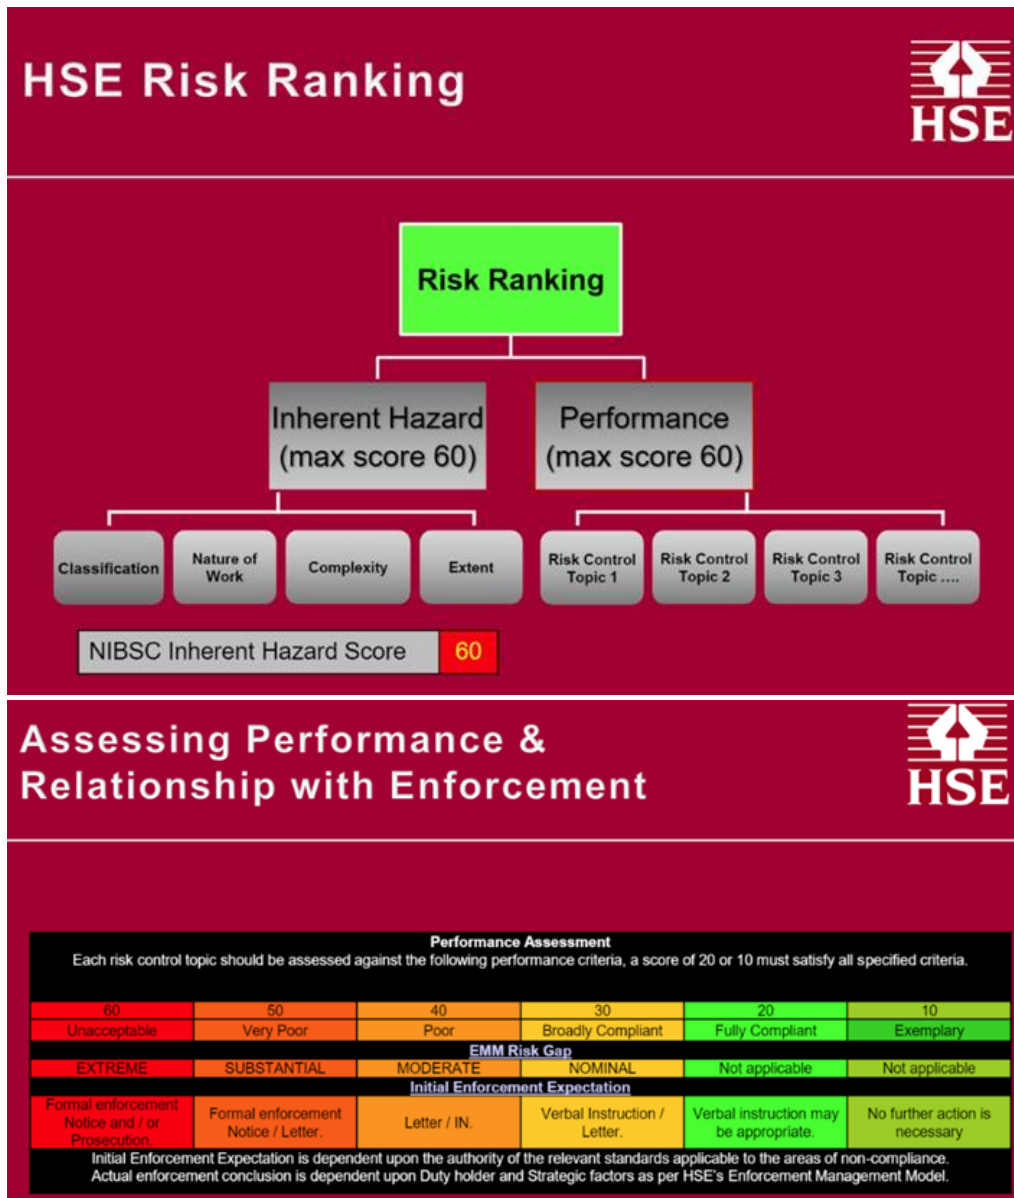 HSE Risk Ranking
HSE
Risk Ranking
Inherent Hazard
(max score 60)
Performance
(max score 60)
Classification
Nature of
Work
Complexity
Extent
Risk Control
Topic 1
Risk Control
Topic 2
Risk Control
Topic 3
Risk Control
Topic ....
NIBSC Inherent Hazard Score 60
Assessing Performance &
Relationship with Enforcement
HSE
Performance Assessment
Each risk control topic should be assessed against the following performance criteria, a score of 20 or 10 must satisfy all specified criteria.
60 50 40 30 20 10
Unacceptable Very Poor Poor Broadly Compliant Fully Compliant Exemplary
EMM Risk Gap
EXTREME SUBSTANTIAL MODERATE NOMINAL Not applicable Not applicable
Initial Enforcement Expectation
Formal enforcement
Notice and / or
Prosecution.
Formal enforcement
Notice / Letter.
Letter / IN.
Verbal Instruction /
Letter.
Verbal instruction may
be appropriate.
No further action is
necessary
Initial Enforcement Expectation is dependent upon the authority of the relevant standards applicable to the areas of non-compliance.
Actual enforcement conclusion is dependent upon Duty holder and Strategic factors as per HSE's Enforcement Management Model.